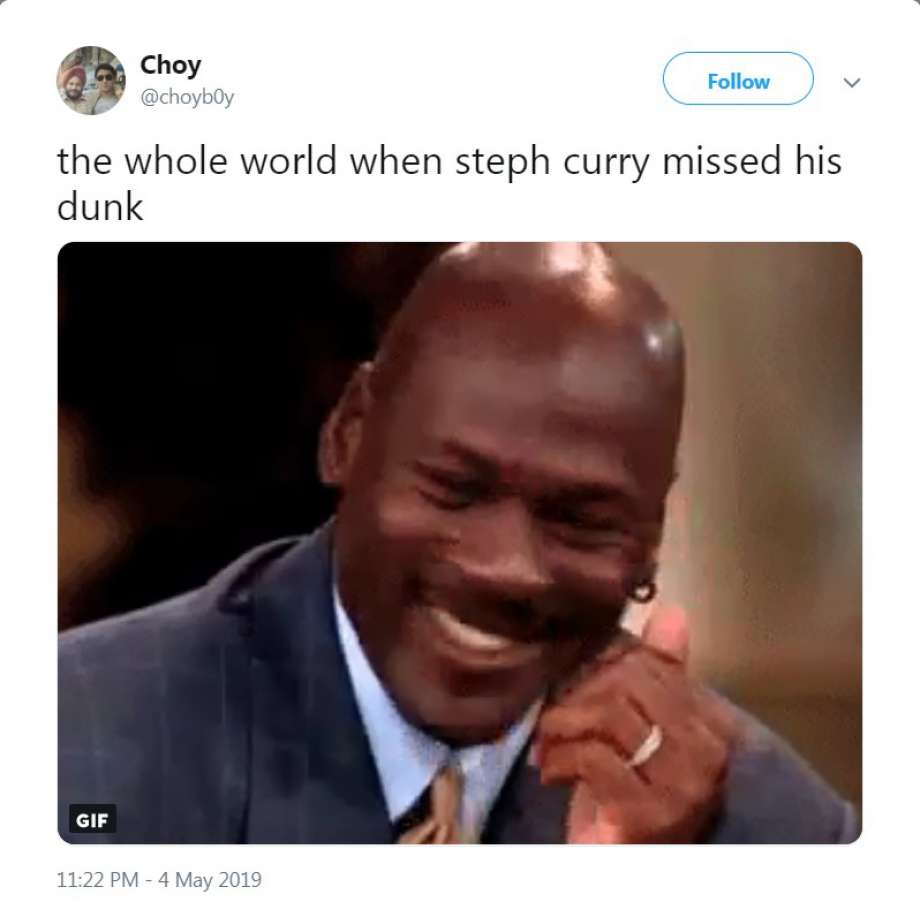 Choy
@choyb0y
Follow
the whole world when steph curry missed his
dunk
GIF
11:22 PM - 4 May 2019